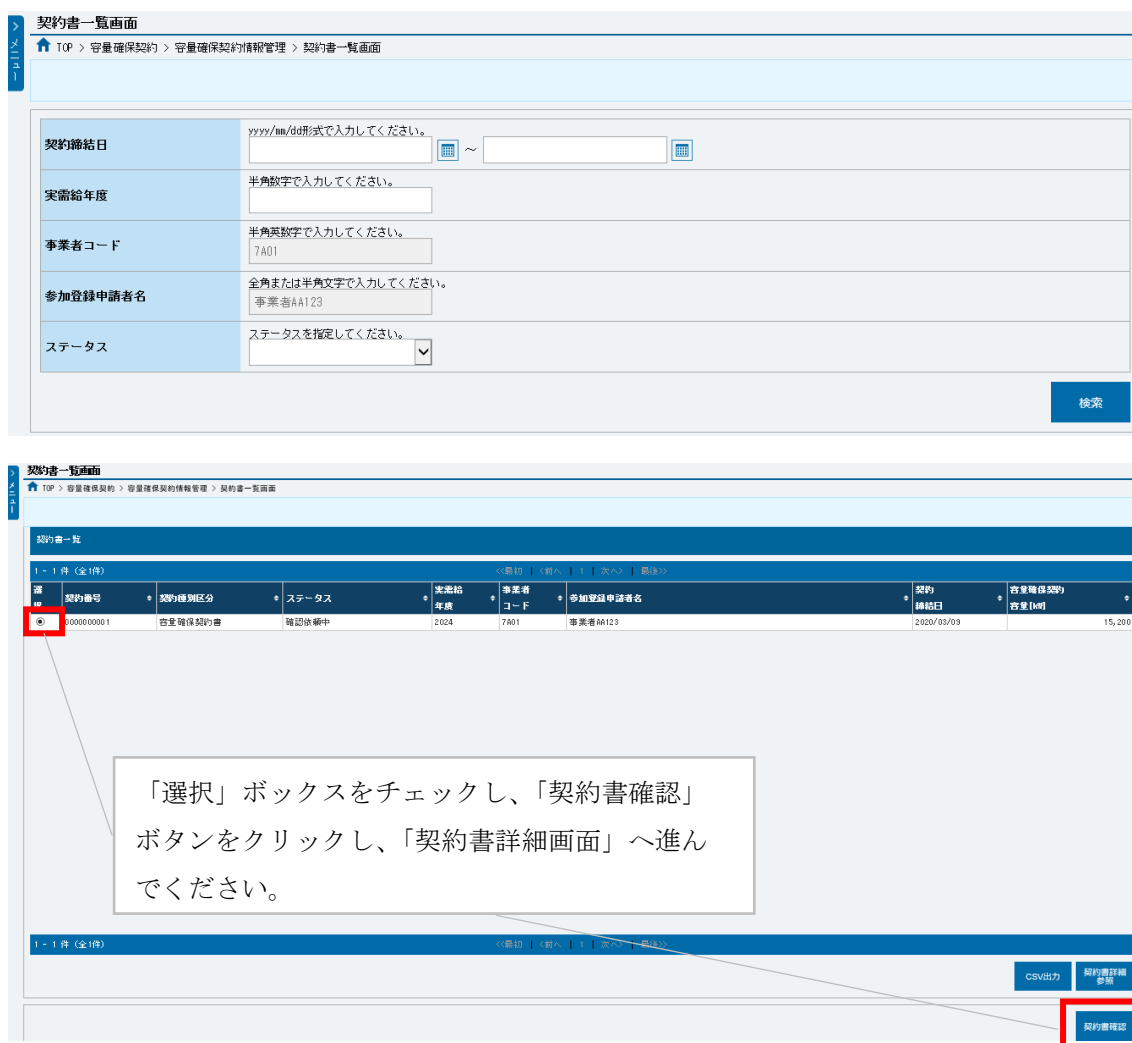 契約書一覧画面
TOP > 容量確保契約 > 容量確保契約情報管理 > 契約書一覧画面
> メニュー
契約締結日
yyyy/mm/dd形式で入力してください。
～
実需給年度
半角数字で入力してください。
事業者コード
半角英数字で入力してください。
7A01
参加登録申請者名
全角または半角文字で入力してください。
事業者AA123
ステータス
ステータスを指定してください。
検索
契約書一覧画面
TOP > 容量確保契約 > 容量確保契約情報管理 > 契約書一覧画面
> メニュー
契約書一覧
1 - 1 件 (全1件) <<最初 | <前へ | 1 | 次へ> | 最後>>
選択 契約番号 契約種別区分 ステータス 実需給年度 事業者コード 参加登録申請者名 契約締結日 容量確保契約容量[kW]
0000000001 容量確保契約書 確認依頼中 2024 7A01 事業者AA123 2020/03/09 15,200
「選択」ボックスをチェックし、「契約書確認」
ボタンをクリックし、「契約書詳細画面」へ進ん
でください。
1 - 1 件 (全1件) <<最初 | <前へ | 1 | 次へ> | 最後>>
CSV出力 契約書詳細参照
契約書確認